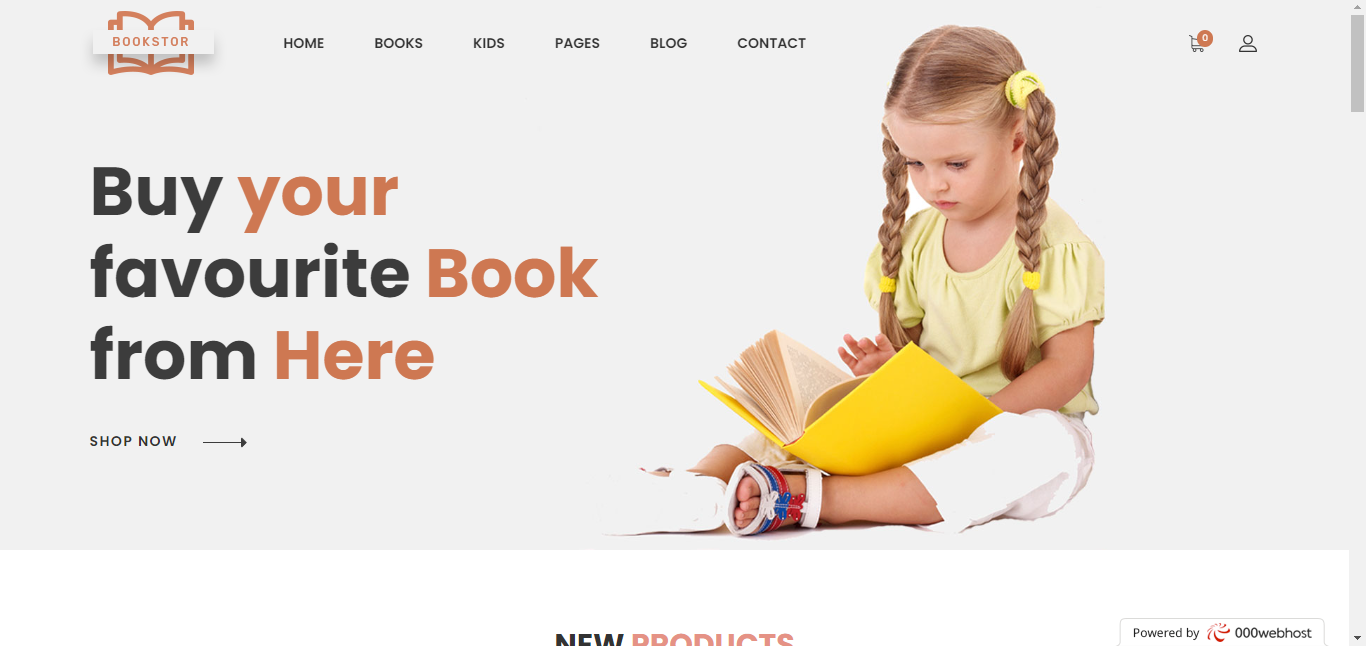 BOOKSTOR
HOME BOOKS KIDS PAGES BLOG CONTACT
0
Buy your
favourite Book
from Here
SHOP NOW
NEW PRODUCTS
Powered by 000webhost